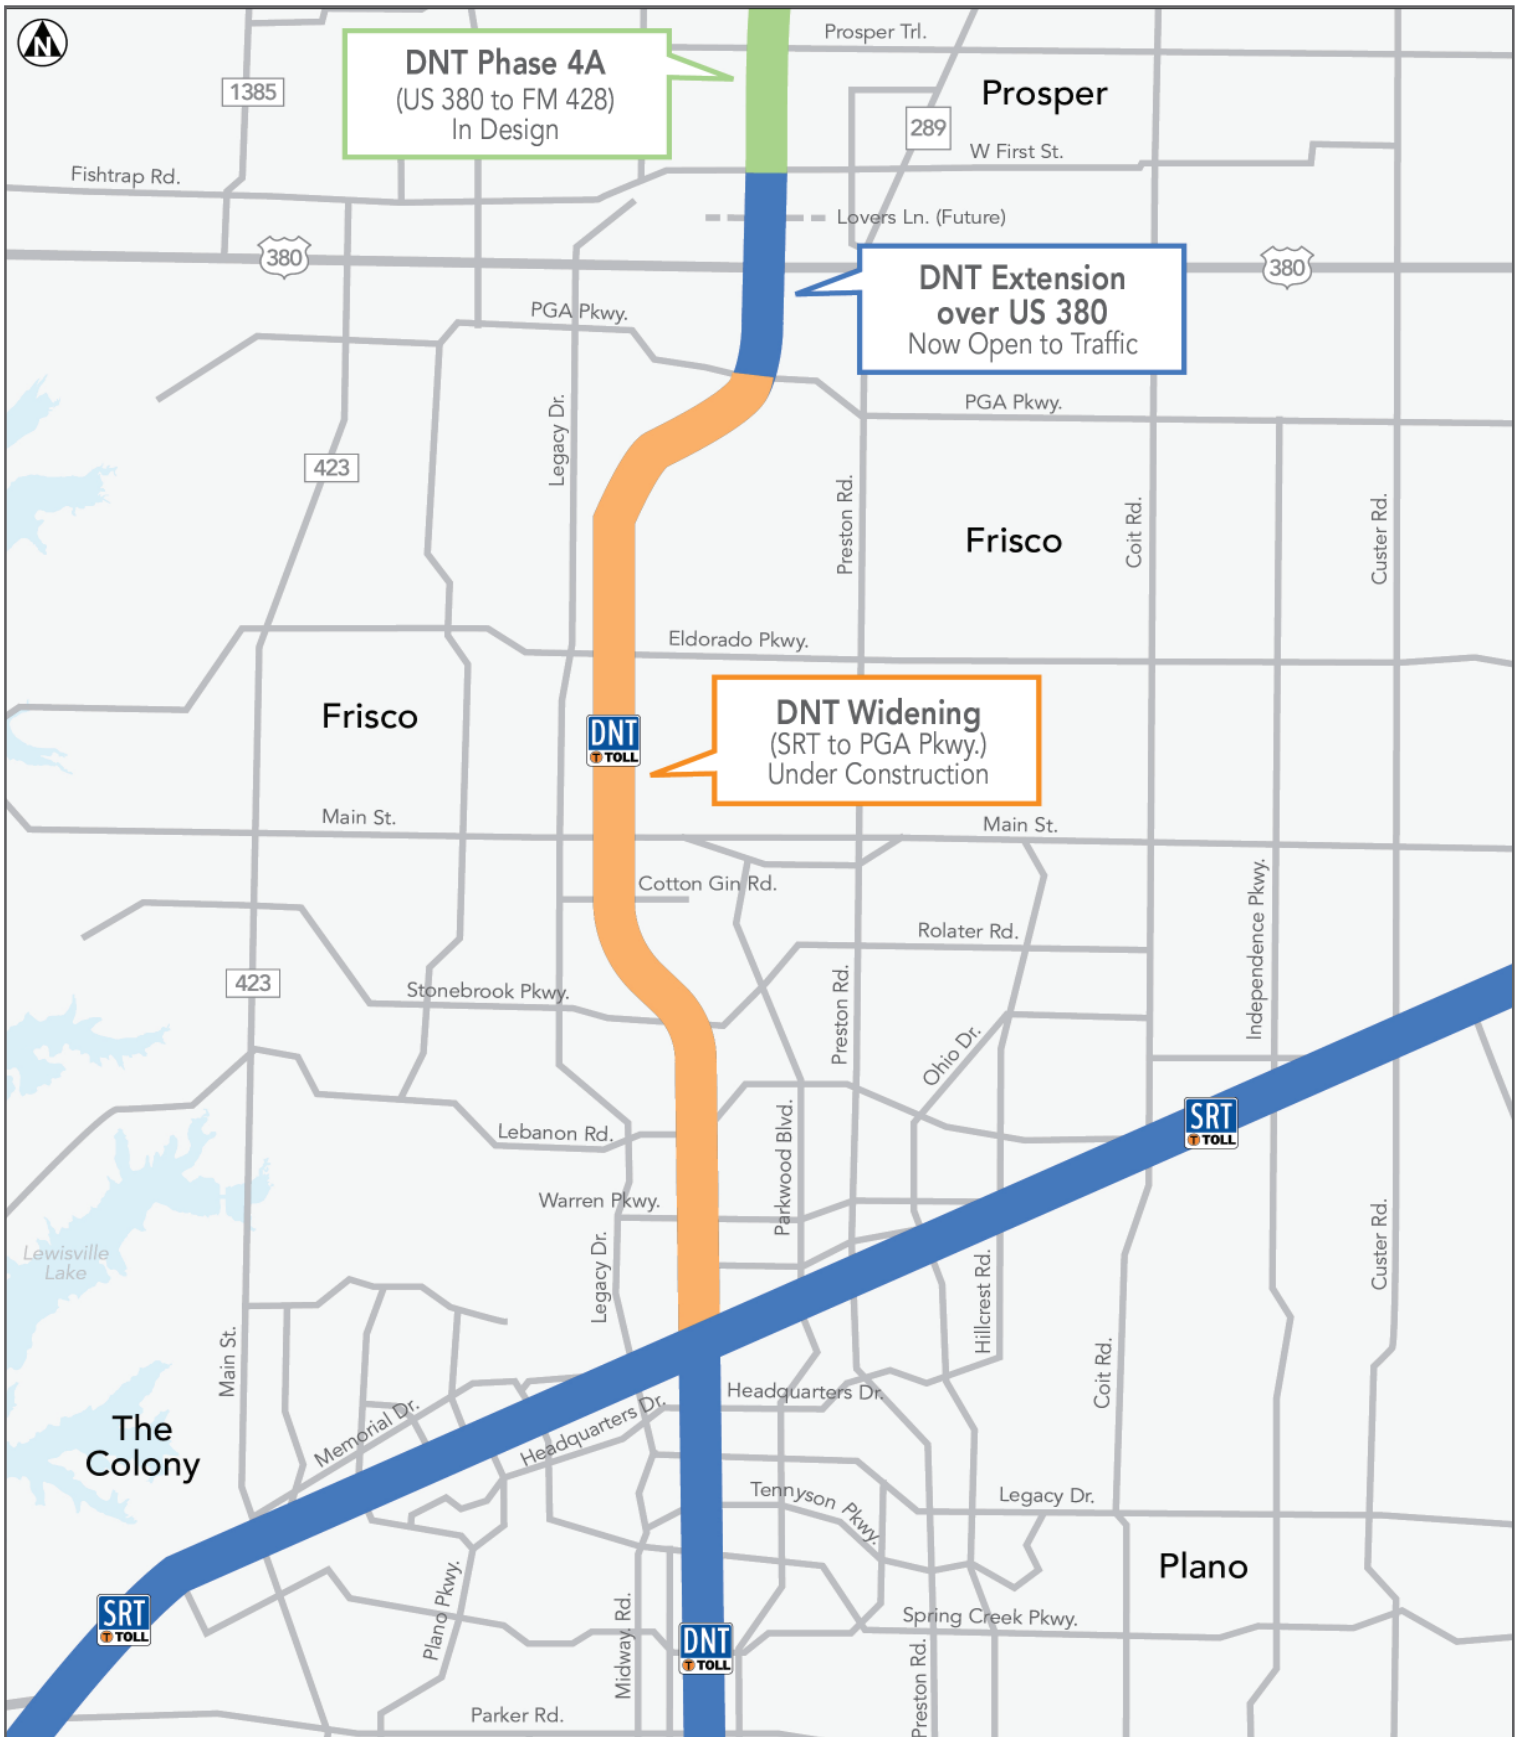 N
Prosper Trl.
DNT Phase 4A
(US 380 to FM 428)
In Design
1385
Prosper
289
W First St.
Fishtrap Rd.
Lovers Ln. (Future)
380
380
DNT Extension
over US 380
Now Open to Traffic
PGA Pkwy.
PGA Pkwy.
Legacy Dr.
423
Preston Rd.
Coit Rd.
Custer Rd.
Frisco
Eldorado Pkwy.
Frisco
DNT
T TOLL
DNT Widening
(SRT to PGA Pkwy.)
Under Construction
Main St.
Main St.
Cotton Gin Rd.
Independence Pkwy.
Rolater Rd.
423
Stonebrook Pkwy.
Preston Rd.
Ohio Dr.
SRT
T TOLL
Lebanon Rd.
Parkwood Blvd.
Warren Pkwy.
Lewisville
Lake
Legacy Dr.
Hillcrest Rd.
Custer Rd.
Main St.
Coit Rd.
Headquarters Dr.
Headquarters Dr.
Memorial Dr.
The
Colony
Tennyson Pkwy.
Legacy Dr.
Plano
SRT
T TOLL
Plano Pkwy.
Midway Rd.
DNT
T TOLL
Spring Creek Pkwy.
Preston Rd.
Parker Rd.